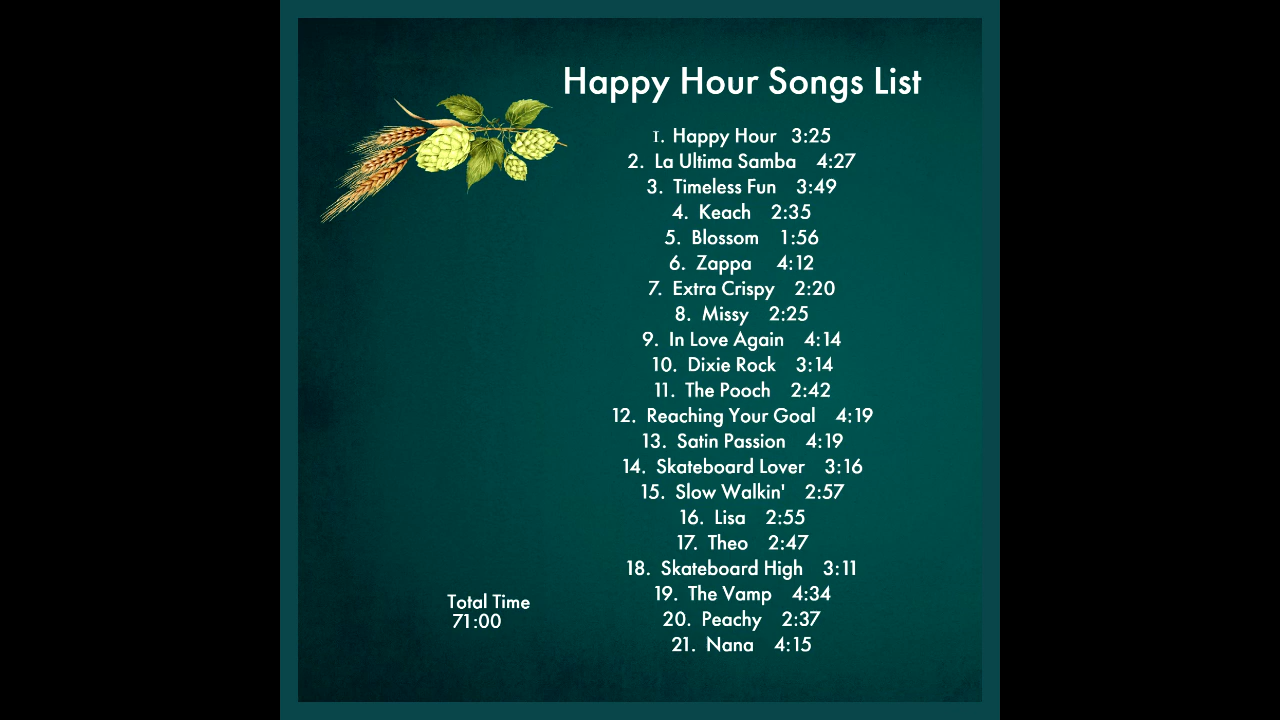 Happy Hour Songs List
1. Happy Hour 3:25
2. La Ultima Samba 4:27
3. Timeless Fun 3:49
4. Keach 2:35
5. Blossom 1:56
6. Zappa 4:12
7. Extra Crispy 2:20
8. Missy 2:25
9. In Love Again 4:14
10. Dixie Rock 3:14
11. The Pooch 2:42
12. Reaching Your Goal 4:19
13. Satin Passion 4:19
14. Skateboard Lover 3:16
15. Slow Walkin' 2:57
16. Lisa 2:55
17. Theo 2:47
18. Skateboard High 3:11
19. The Vamp 4:34
20. Peachy 2:37
21. Nana 4:15
Total Time
71:00